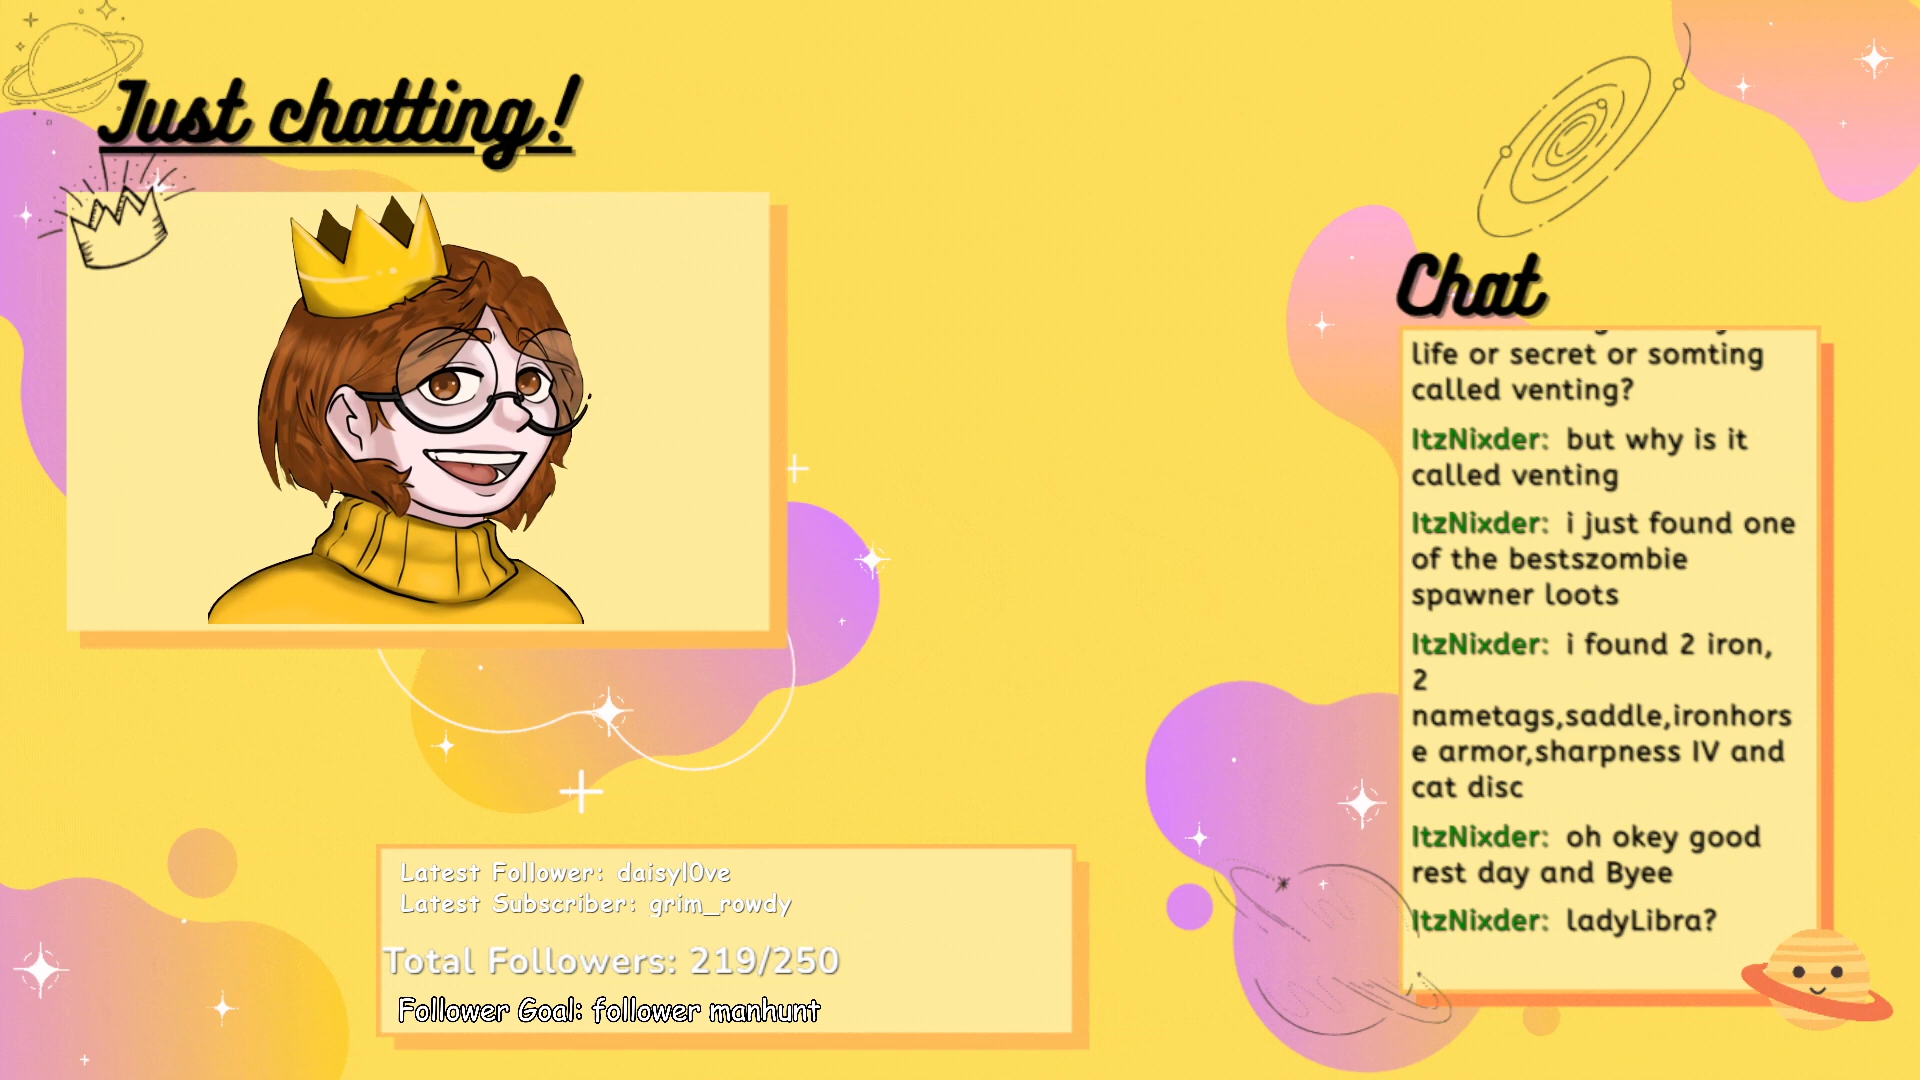 Just chatting!
Chat
life or secret or somting
called venting?
ItzNixder: but why is it
called venting
ItzNixder: i just found one
of the bestszombie
spawner loots
ItzNixder: i found 2 iron,
2
nametags,saddle,ironhors
e armor,sharpness IV and
cat disc
ItzNixder: oh okey good
rest day and Byee
ItzNixder: ladyLibra?
Latest Follower: daisyl0ve
Latest Subscriber: grim_rowdy
Total Followers: 219/250
Follower Goal: follower manhunt